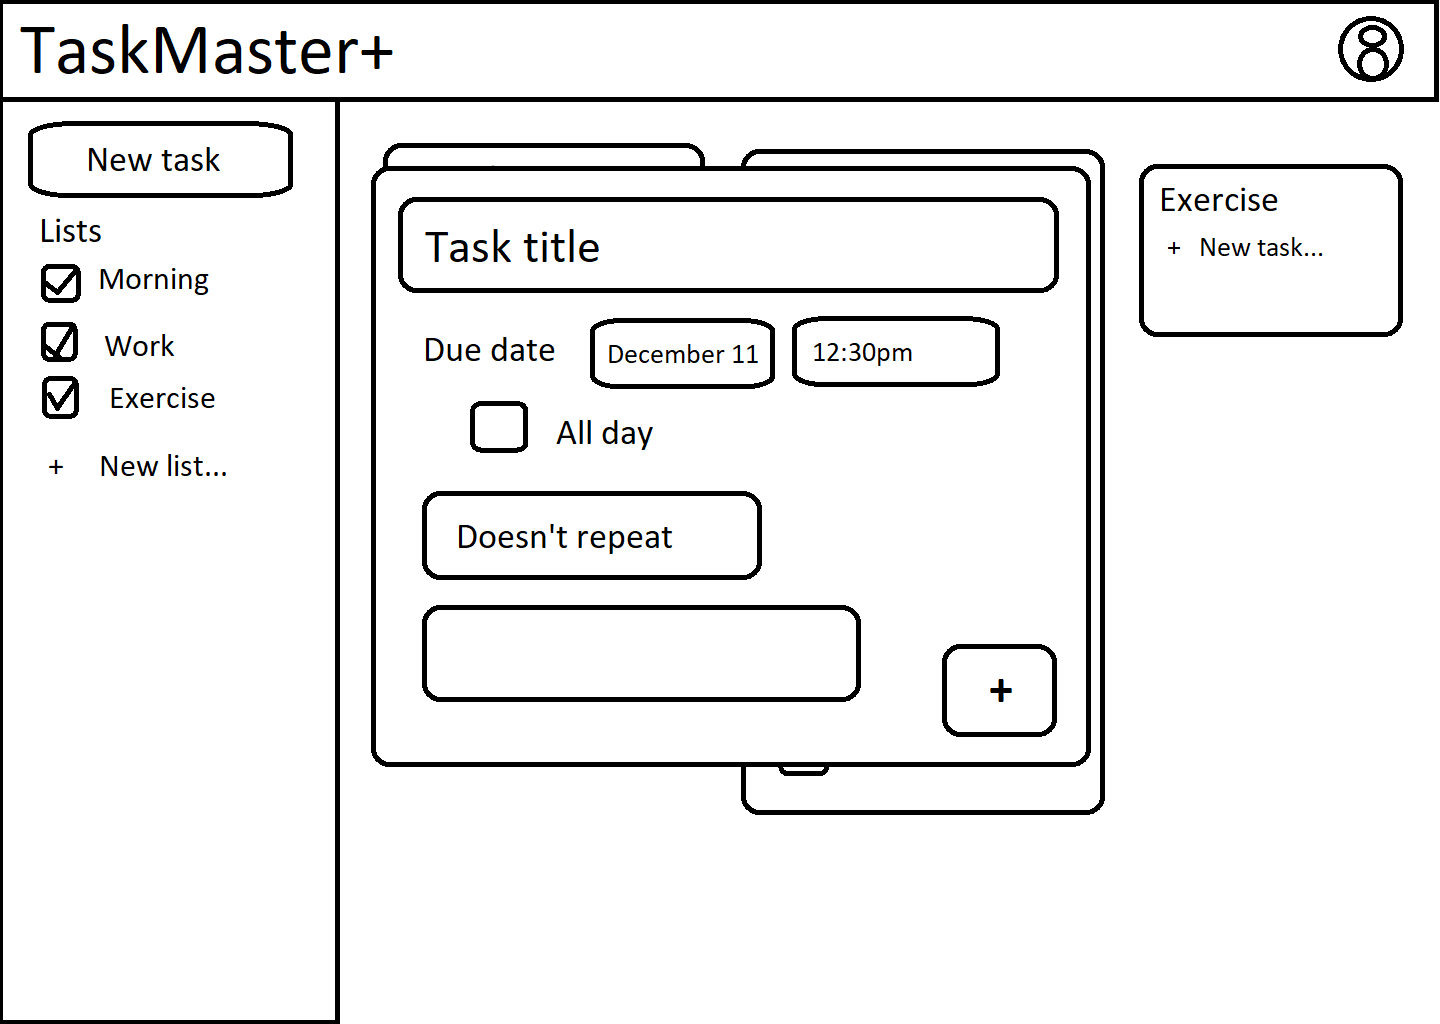 TaskMaster+
New task
Lists
Morning
Work
Exercise
+ New list...
Task title
Due date December 11 12:30pm
All day
Doesn't repeat
+
Exercise
+ New task...